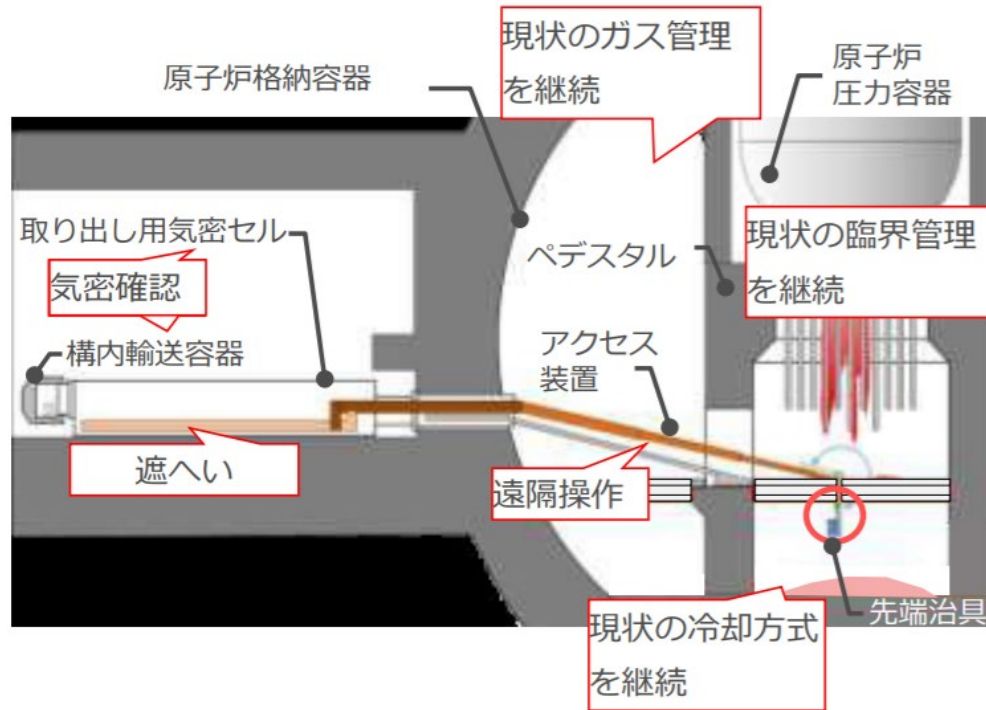 現状のガス管理
を継続
原子炉格納容器
原子炉
圧力容器
取り出し用気密セル
気密確認
ペデスタル
現状の臨界管理
を継続
構内輸送容器
アクセス
装置
遮へい
遠隔操作
現状の冷却方式
を継続
先端治具